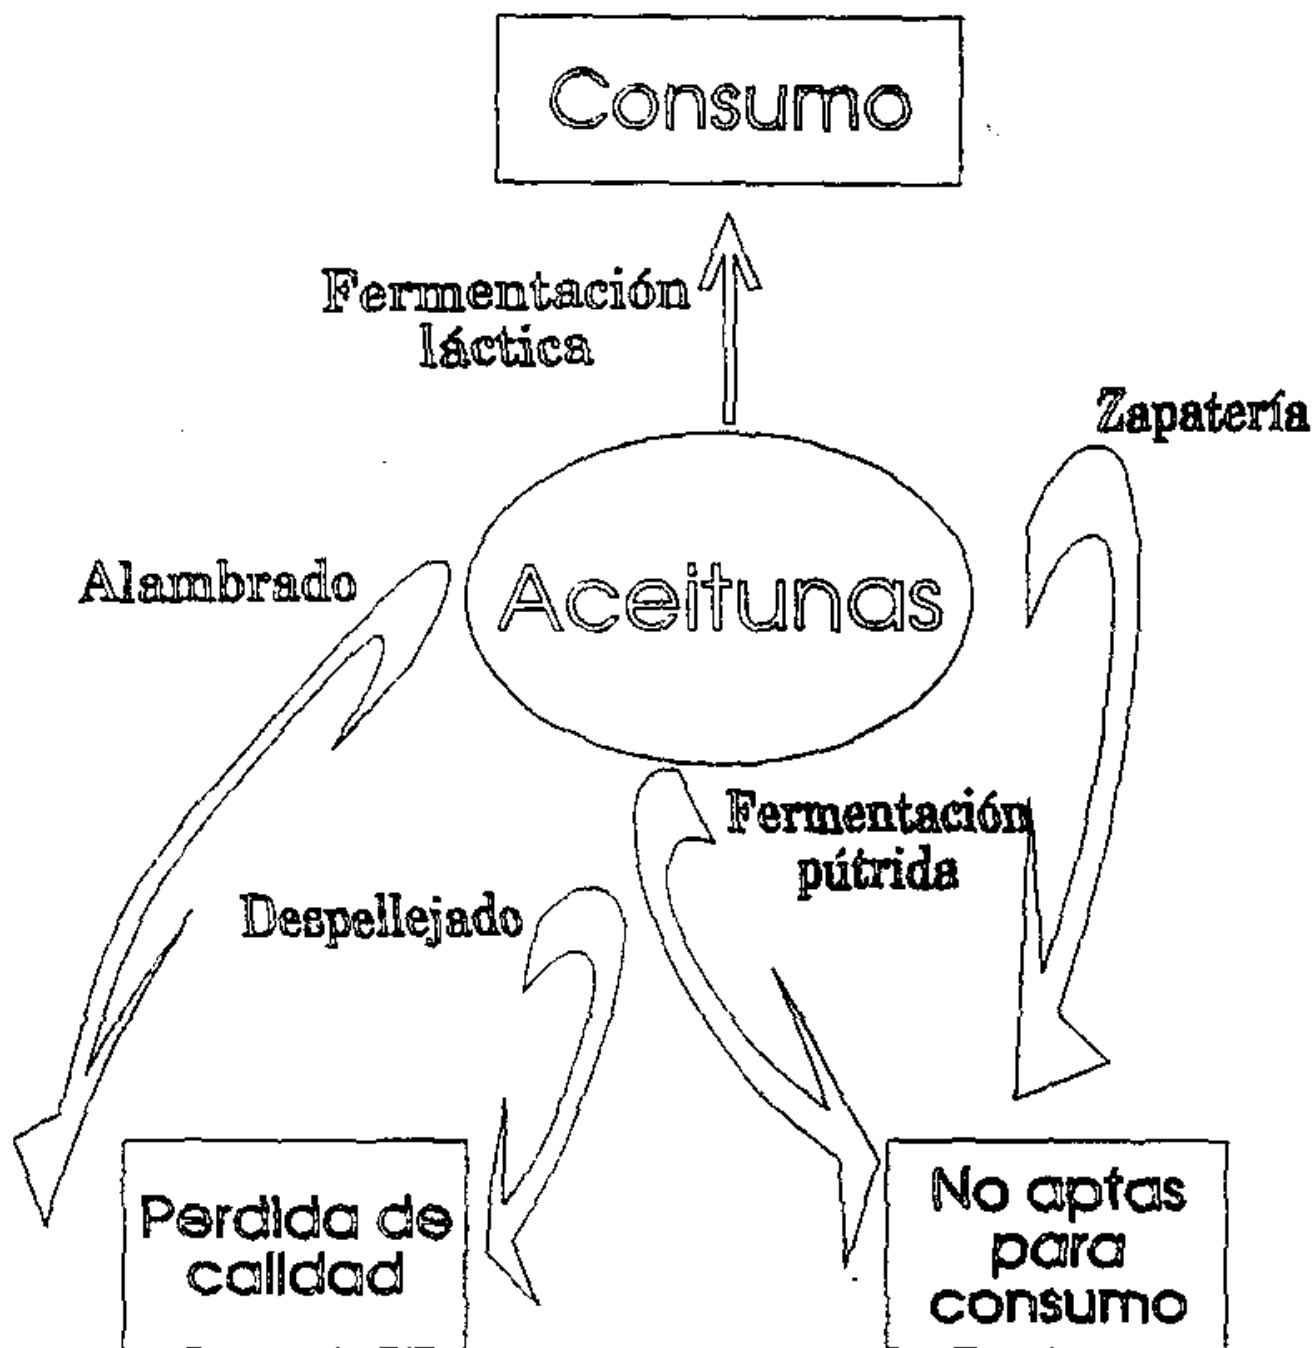 Consumo
Fermentación
láctica
Zapatería
Alambrado
Aceitunas
Fermentación
pútrida
Despellejado
Perdida de
calidad
No aptas
para
consumo